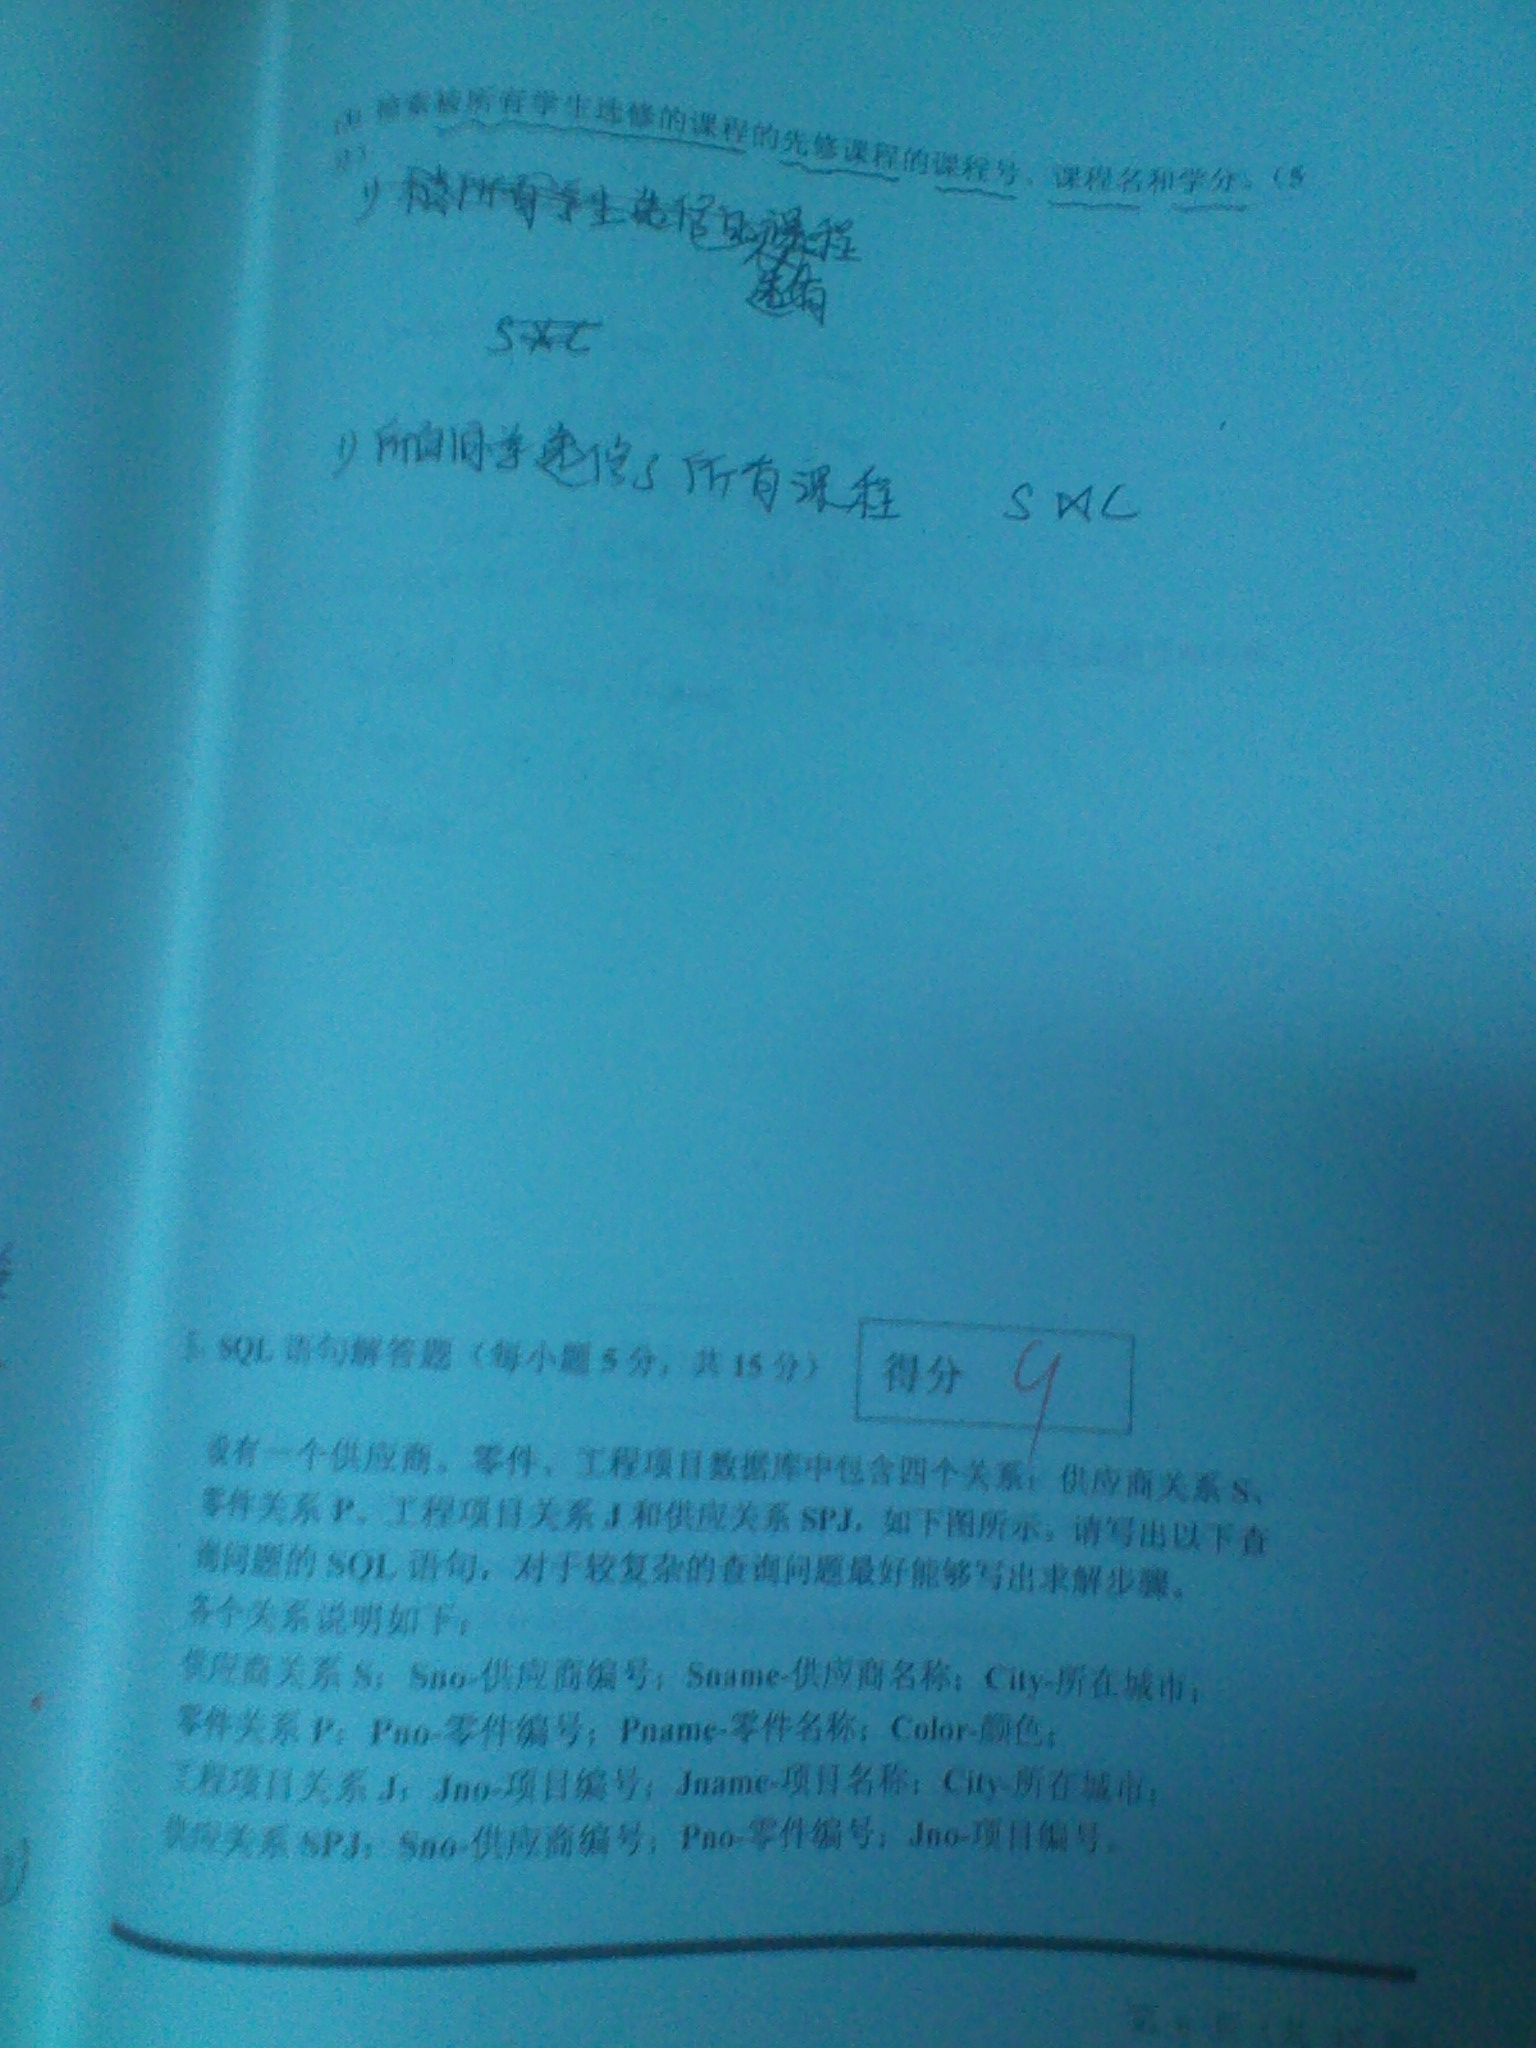 检索被所有学生选修的课程的先修课程的课程号、课程名和学分。（5
1) 被所有学生选修的课程
选修
S⋈C
1) 所有同学选修了所有课程 S⋈C
SQL 语句解答题（每小题 5 分，共 15 分） 得分 9
设有一个供应商、零件、工程项目数据库中包含四个关系：供应商关系 S、
零件关系 P、工程项目关系 J 和供应关系 SPJ，如下图所示。请写出以下查
询问题的 SQL 语句，对于较复杂的查询问题最好能够写出求解步骤。
各个关系说明如下：
供应商关系 S：Sno-供应商编号；Sname-供应商名称；City-所在城市；
零件关系 P：Pno-零件编号；Pname-零件名称；Color-颜色；
工程项目关系 J：Jno-项目编号；Jname-项目名称；City-所在城市；
供应关系 SPJ：Sno-供应商编号；Pno-零件编号；Jno-项目编号。